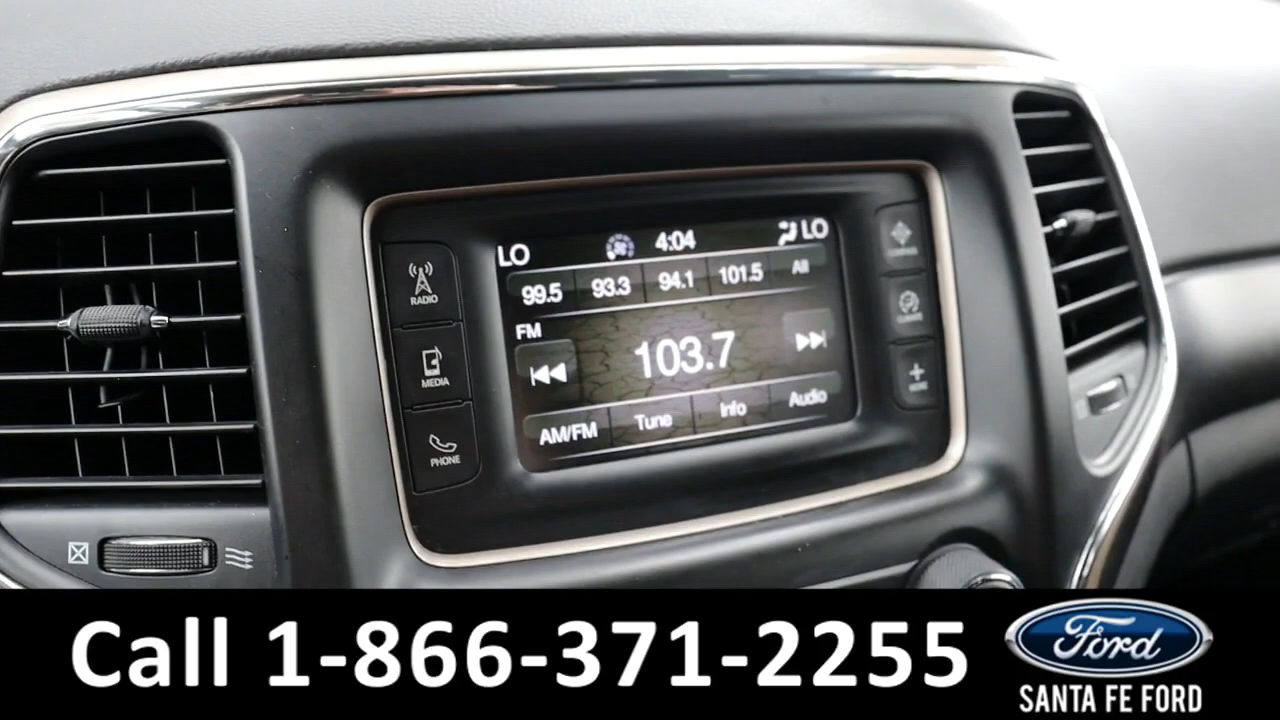 LO 4:04 LO
99.5 93.3 94.1 101.5 All
FM
103.7
AM/FM Tune Info Audio
RADIO
MEDIA
PHONE
MORE
Call 1-866-371-2255
Ford
SANTA FE FORD